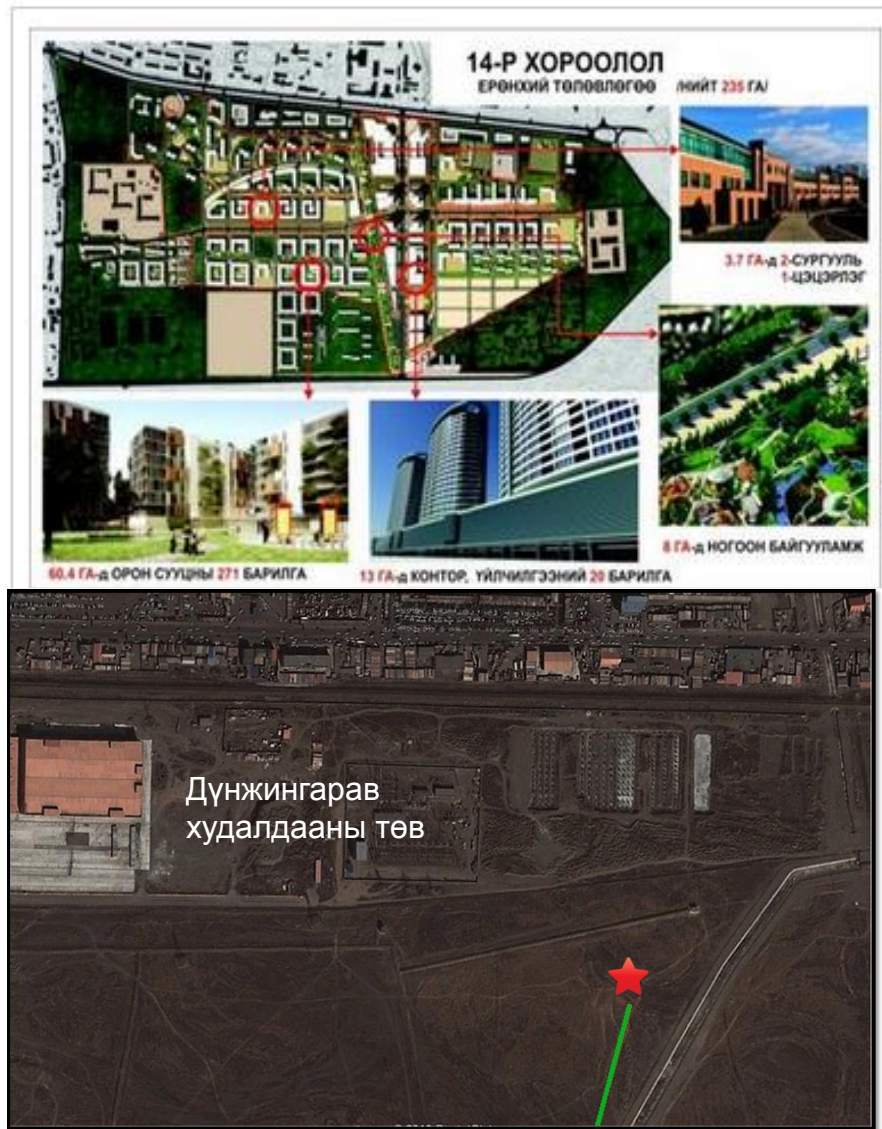 14-Р ХОРООЛОЛ
ЕРӨНХИЙ ТӨЛӨВЛӨГӨӨ /НИЙТ 235 ГА/
3.7 ГА-д 2-СУРГУУЛЬ
1-ЦЭЦЭРЛЭГ
8 ГА-Д НОГООН БАЙГУУЛАМЖ
60.4 ГА-д ОРОН СУУЦНЫ 271 БАРИЛГА
13 ГА-д КОНТОР, ҮЙЛЧИЛГЭЭНИЙ 20 БАРИЛГА
Дүнжингарав
худалдааны төв